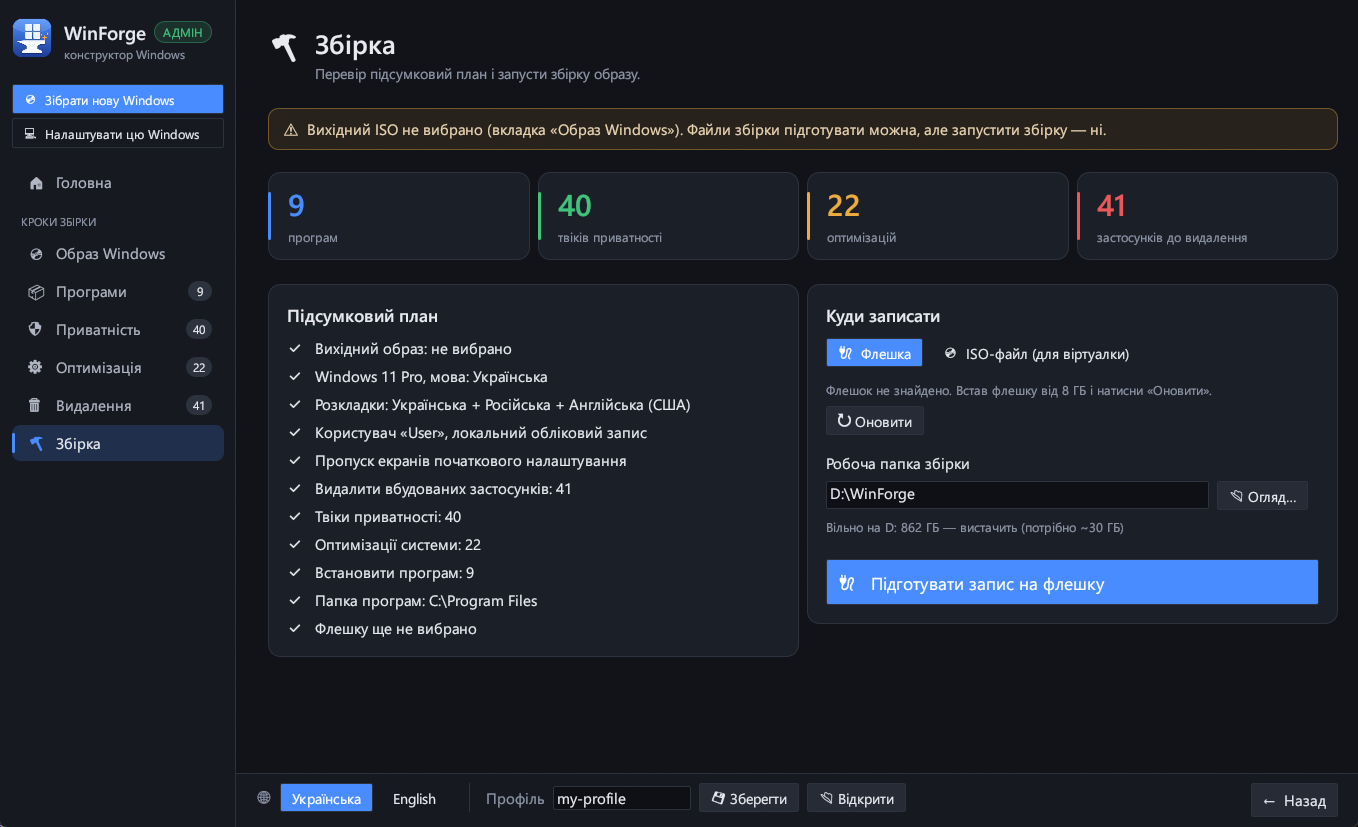 WinForge АДМІН
конструктор Windows
Зібрати нову Windows
Налаштувати цю Windows
Головна
КРОКИ ЗБІРКИ
Образ Windows
Програми 9
Приватність 40
Оптимізація 22
Видалення 41
Збірка
Збірка
Перевір підсумковий план і запусти збірку образу.
Вихідний ISO не вибрано (вкладка «Образ Windows»). Файли збірки підготувати можна, але запустити збірку — ні.
9
програм
40
твіків приватності
22
оптимізацій
41
застосунків до видалення
Підсумковий план
Вихідний образ: не вибрано
Windows 11 Pro, мова: Українська
Розкладки: Українська + Російська + Англійська (США)
Користувач «User», локальний обліковий запис
Пропуск екранів початкового налаштування
Видалити вбудованих застосунків: 41
Твіки приватності: 40
Оптимізації системи: 22
Встановити програм: 9
Папка програм: C:\Program Files
Флешку ще не вибрано
Куди записати
Флешка ISO-файл (для віртуалки)
Флешок не знайдено. Встав флешку від 8 ГБ і натисни «Оновити».
Оновити
Робоча папка збірки
D:\WinForge Огляд...
Вільно на D: 862 ГБ — вистачить (потрібно ~30 ГБ)
Підготувати запис на флешку
Українська English Профіль my-profile Зберегти Відкрити ← Назад